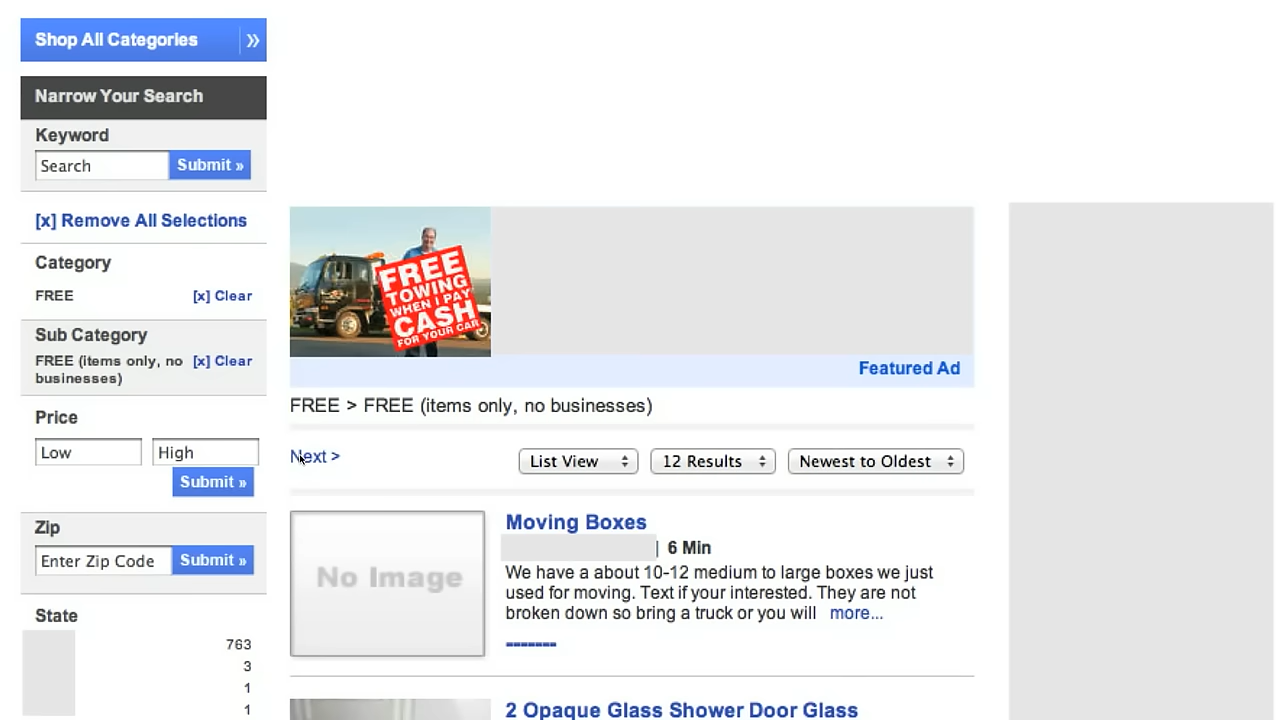 Shop All Categories »
Narrow Your Search
Keyword
Search Submit »
[x] Remove All Selections
Category
FREE [x] Clear
Sub Category
FREE (items only, no [x] Clear
businesses)
Price
Low High
Submit »
Zip
Enter Zip Code Submit »
State
763
3
1
1
FREE
TOWING
WHEN I PAY
CASH
FOR YOUR CAR
Featured Ad
FREE > FREE (items only, no businesses)
Next > List View 12 Results Newest to Oldest
No Image
Moving Boxes
| 6 Min
We have a about 10-12 medium to large boxes we just
used for moving. Text if your interested. They are not
broken down so bring a truck or you will more...
-------
2 Opaque Glass Shower Door Glass